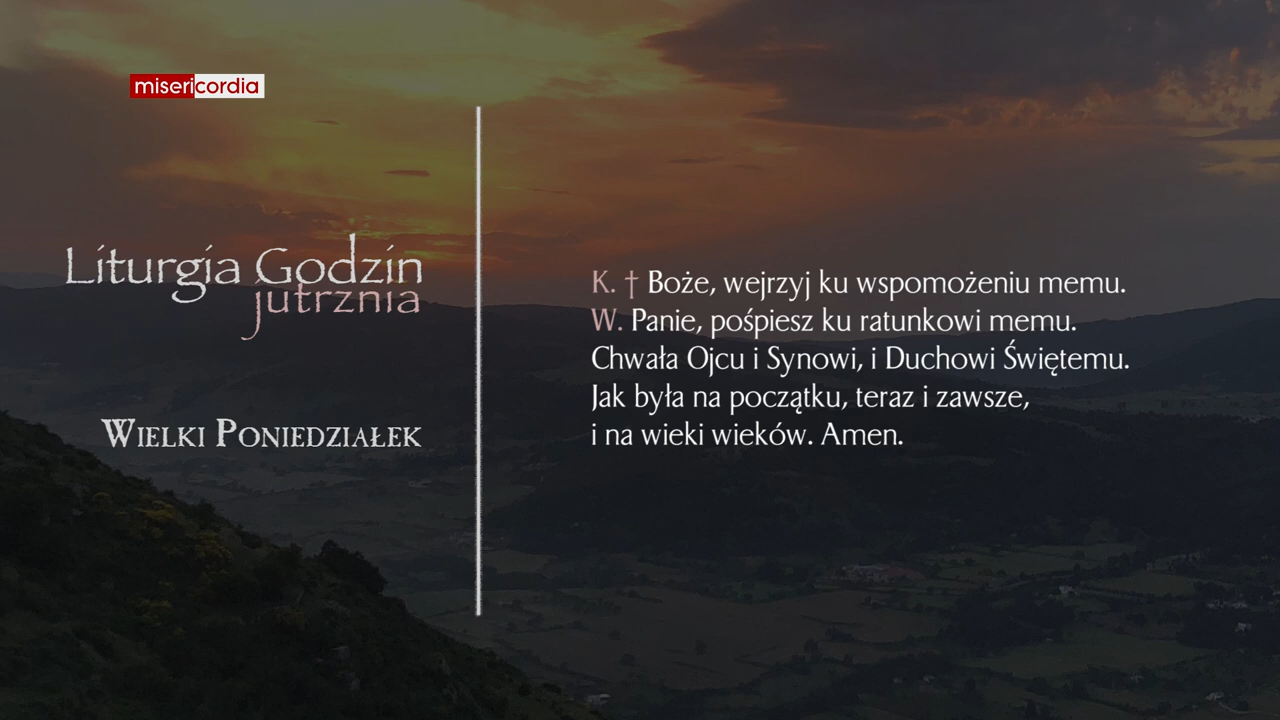 misericordia
Liturgia Godzin
jutrznia
Wielki Poniedziałek
K. † Boże, wejrzyj ku wspomożeniu memu.
W. Panie, pośpiesz ku ratunkowi memu.
Chwała Ojcu i Synowi, i Duchowi Świętemu.
Jak była na początku, teraz i zawsze,
i na wieki wieków. Amen.